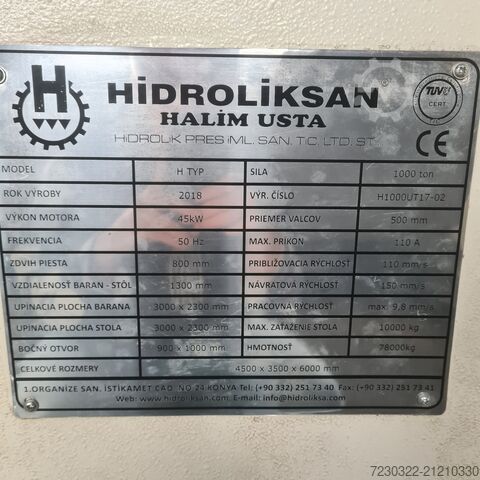 H HİDROLİKSAN®
HALİM USTA
HİDROLİK PRES İML. SAN. TİC. LTD. ŞT.
TUV
CERT
CE
MODEL H TYP SILA 1000 ton
ROK VÝROBY 2018 VÝR. ČÍSLO H1000UT17-02
VÝKON MOTORA 45kW PRIEMER VALCOV 500 mm
FREKVENCIA 50 Hz MAX. PRÍKON 110 A
ZDVIH PIESTA 800 mm PRIBLIŽOVACIA RÝCHLOSŤ 110 mm/s
VZDIALENOSŤ BARAN - STÔL 1300 mm NÁVRATOVÁ RÝCHLOSŤ 150 mm/s
UPÍNACIA PLOCHA BARANA 3000 x 2300 mm PRACOVNÁ RÝCHLOSŤ max. 9,8 mm/s
UPÍNACIA PLOCHA STOLA 3000 x 2300 mm MAX. ZAŤAŽENIE STOLA 10000 kg
BOČNÝ OTVOR 900 x 1000 mm HMOTNOSŤ 78000kg
CELKOVÉ ROZMERY 4500 x 3500 x 6000 mm
1.ORGANİZE SAN. İSTİKAMET CAD. NO 24 KONYA Tel: (+90 332) 251 73 40 Fax: (+90 332) 251 73 41
Web: www.hidroliksan.com E-mail: info@hidroliksa.com
7230322-21210330